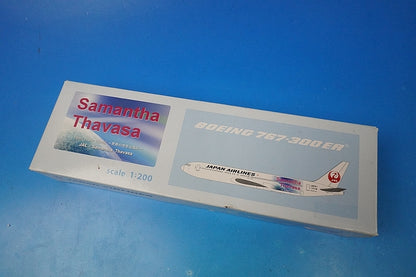 Samantha
Thavasa
scale 1:200
BOEING 767-300ER
JAPAN AIRLINES